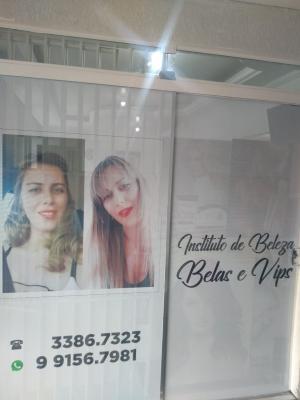 Instituto de Beleza
Belas e Vips
3386.7323
9 9156.7981